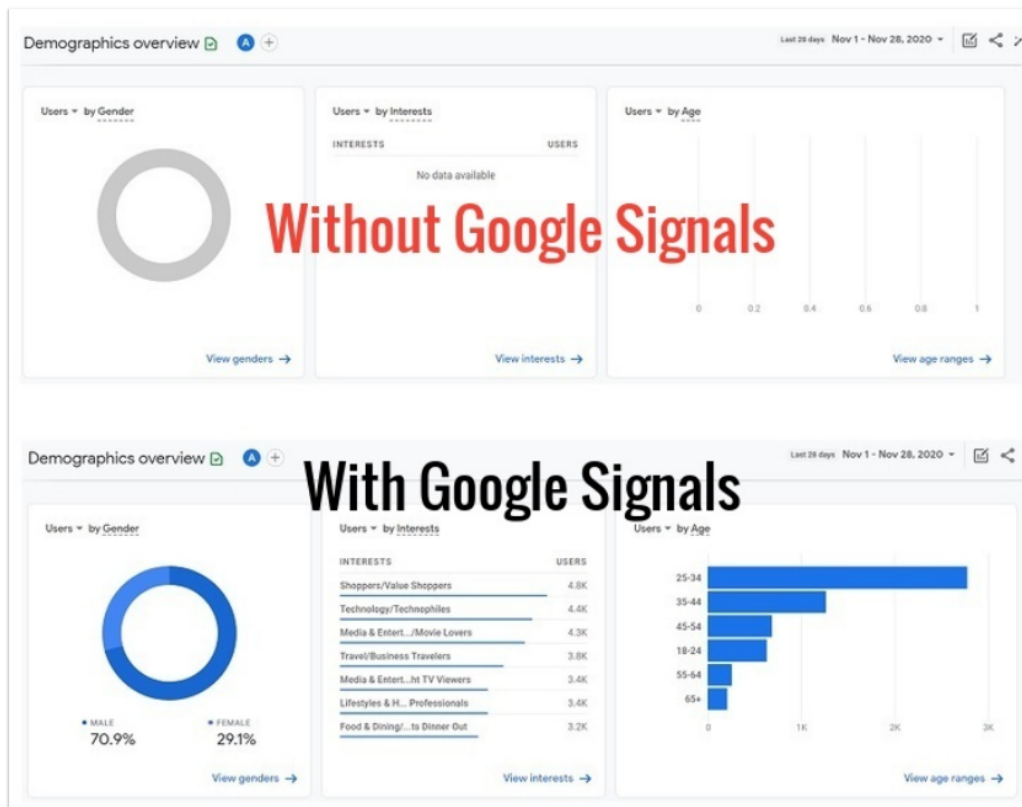 Demographics overview A +
Last 28 days Nov 1 - Nov 28, 2020
Users by Gender
Users by Interests
Users by Age
INTERESTS USERS
No data available
Without Google Signals
0 0.2 0.4 0.6 0.8 1
View genders →
View interests →
View age ranges →
Demographics overview A +
Last 28 days Nov 1 - Nov 28, 2020
With Google Signals
Users by Gender
Users by Interests
Users by Age
INTERESTS USERS
Shoppers/Value Shoppers 4.8K
Technology/Technophiles 4.4K
Media & Entert.../Movie Lovers 4.3K
Travel/Business Travelers 3.8K
Media & Entert...ht TV Viewers 3.4K
Lifestyles & H... Professionals 3.4K
Food & Dining/...ts Dinner Out 3.2K
MALE FEMALE
70.9% 29.1%
25-34
35-44
45-54
18-24
55-64
65+
0 1K 2K 3K
View genders →
View interests →
View age ranges →